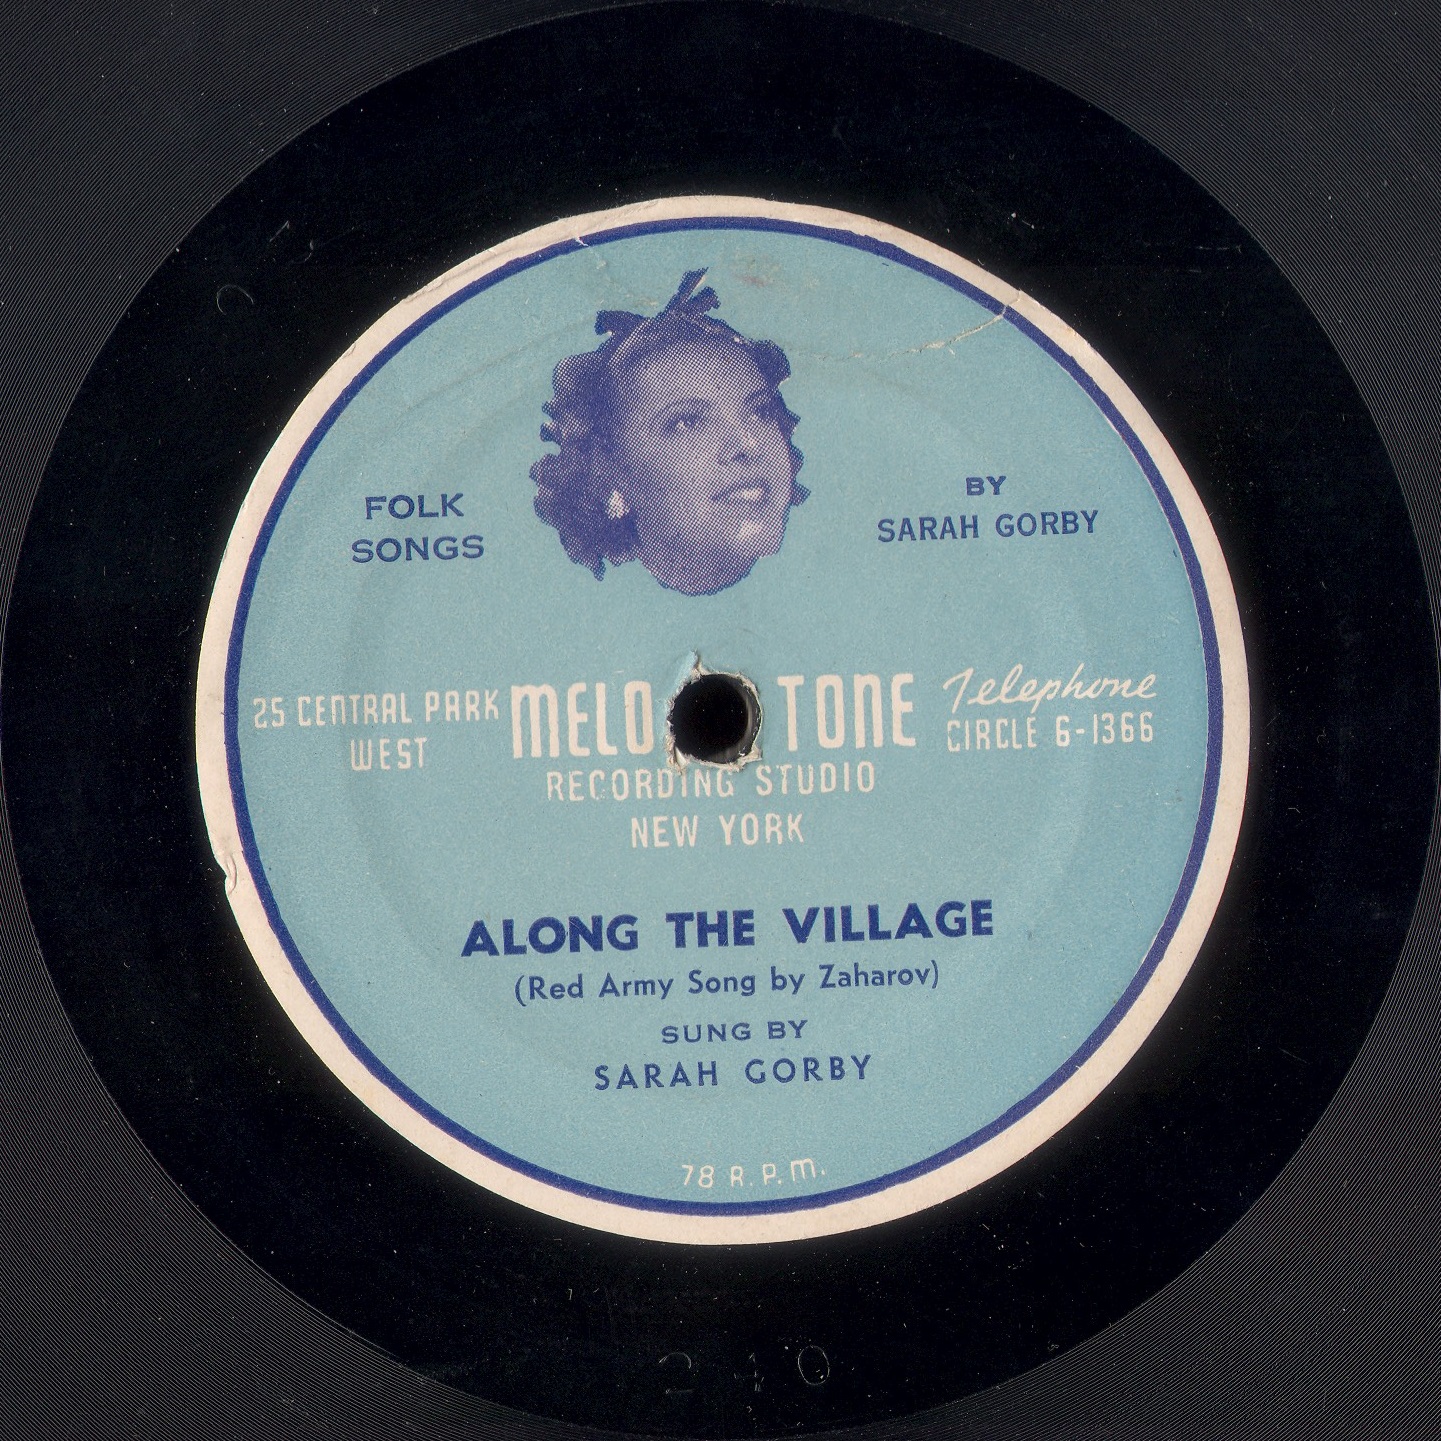 FOLK
SONGS
BY
SARAH GORBY
25 CENTRAL PARK
WEST
MELO TONE
Telephone
CIRCLE 6-1366
RECORDING STUDIO
NEW YORK
ALONG THE VILLAGE
(Red Army Song by Zaharov)
SUNG BY
SARAH GORBY
78 R.P.M.
240